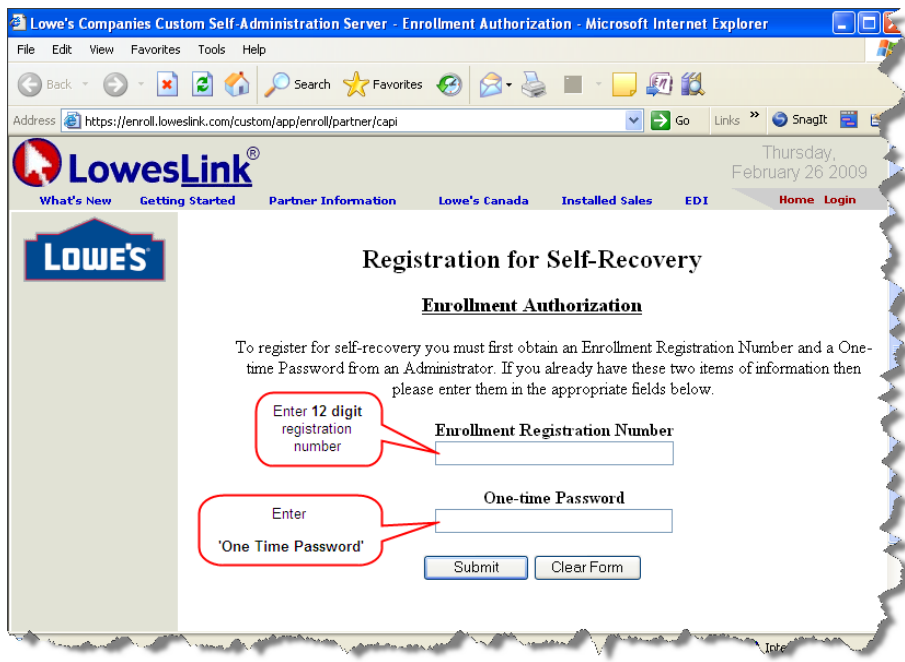 Lowe's Companies Custom Self-Administration Server - Enrollment Authorization - Microsoft Internet Explorer
File Edit View Favorites Tools Help
Back Search Favorites
Address https://enroll.loweslink.com/custom/app/enroll/partner/capi Go Links » SnagIt
LowesLink®
Thursday,
February 26 2009
What's New Getting Started Partner Information Lowe's Canada Installed Sales EDI Home Login
LOWE'S
Registration for Self-Recovery
Enrollment Authorization
To register for self-recovery you must first obtain an Enrollment Registration Number and a One-
time Password from an Administrator. If you already have these two items of information then
please enter them in the appropriate fields below.
Enter 12 digit
registration
number
Enrollment Registration Number
One-time Password
Enter
'One Time Password'
Submit Clear Form